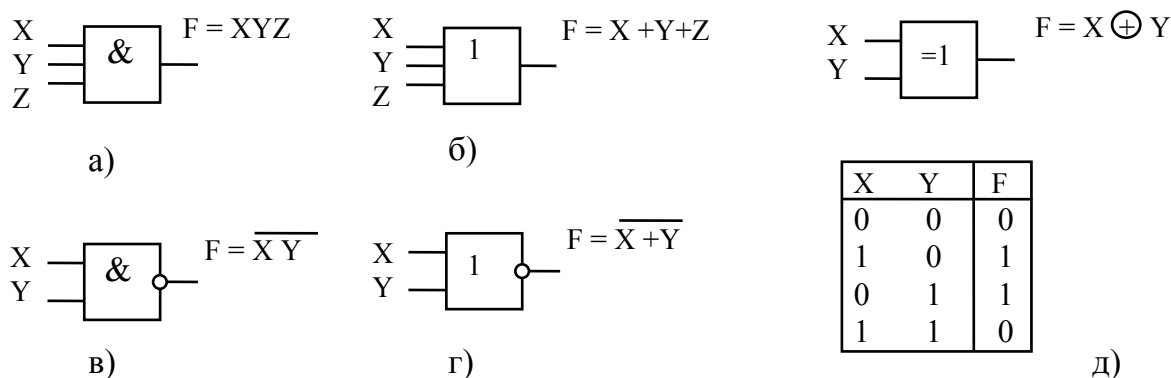 X
Y
Z
&
F = XYZ
а)
X
Y
Z
1
F = X +Y+Z
б)
X
Y
=1
F = X ⊕ Y
X Y
&
F = X̅ Y̅
в)
X
Y
1
F = X̅ +̅Y̅
г)
X Y F
0 0 0
1 0 1
0 1 1
1 1 0
д)